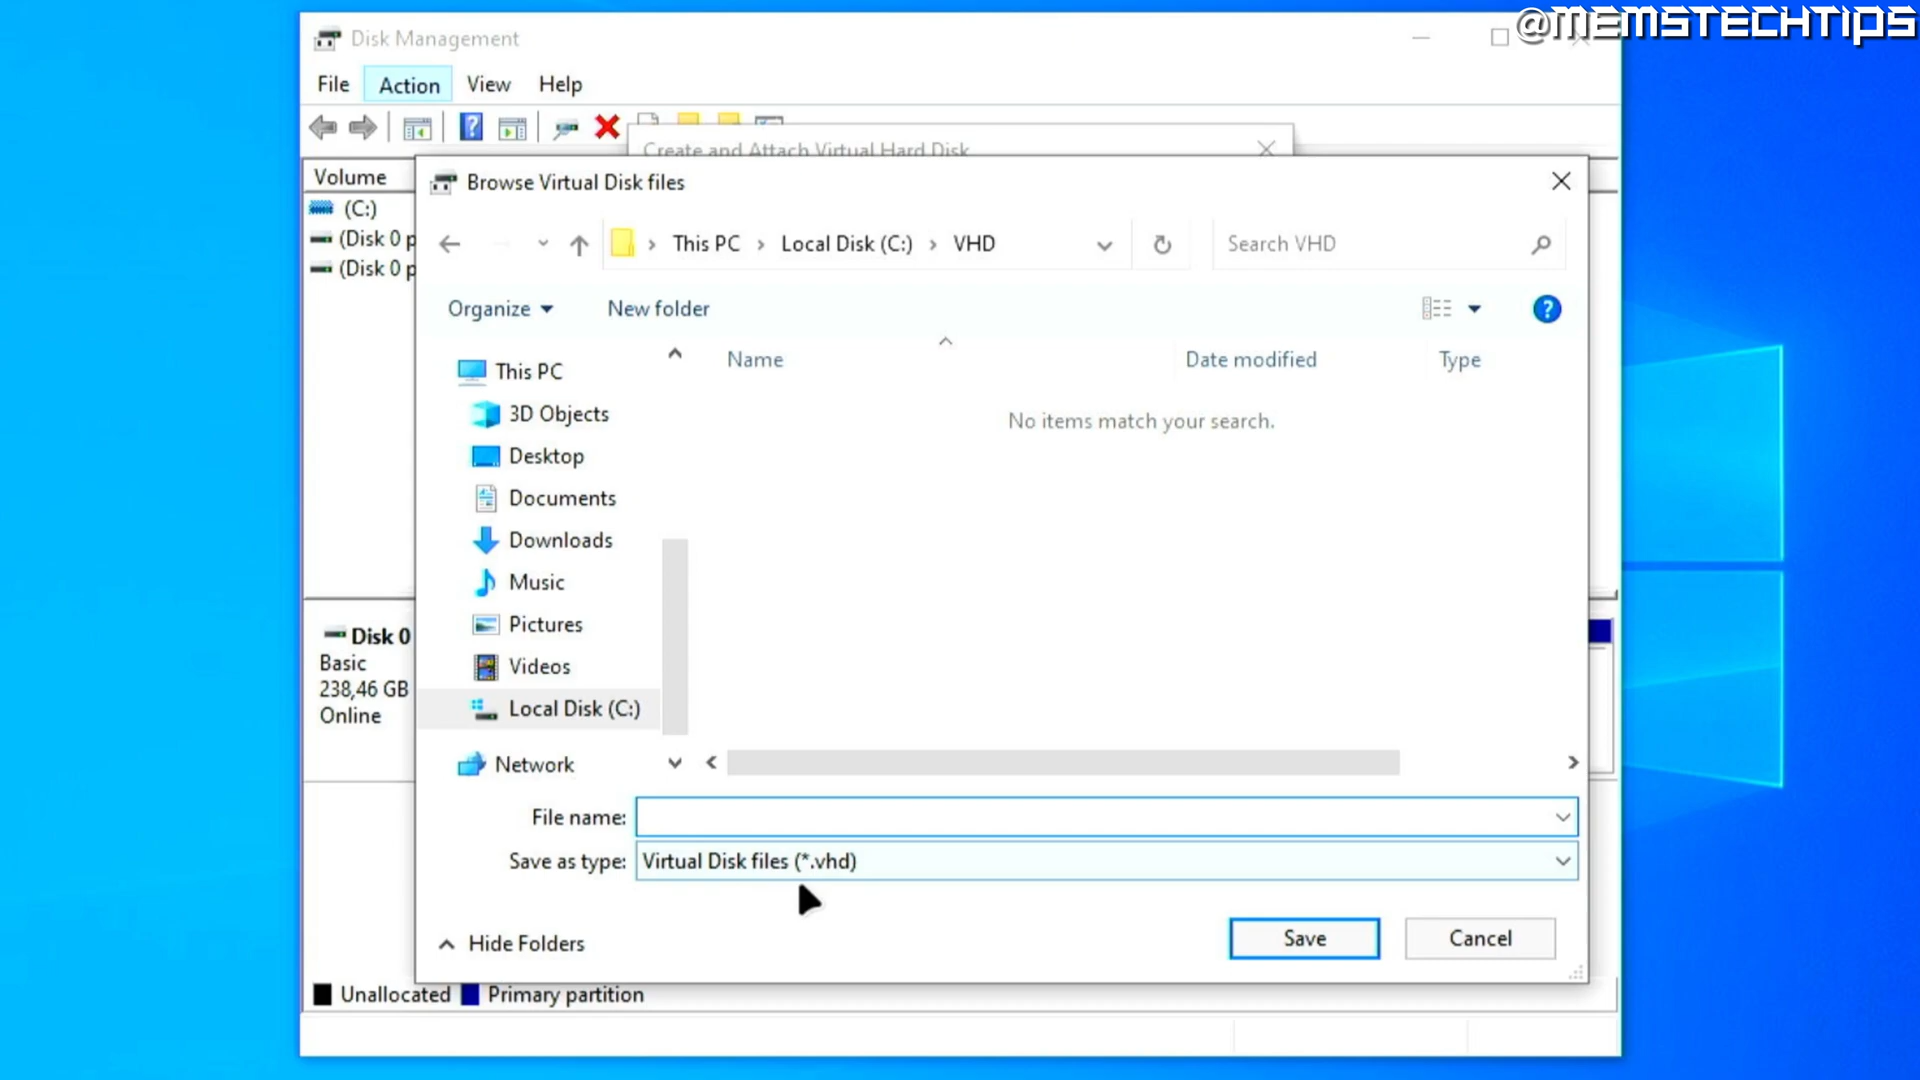 @MEMSTECHTIPS
Disk Management
File Action View Help
Create and Attach Virtual Hard Disk
Volume
(C:)
(Disk 0 p
(Disk 0 p
Browse Virtual Disk files
This PC Local Disk (C:) VHD
Search VHD
Organize New folder
Name Date modified Type
No items match your search.
This PC
3D Objects
Desktop
Documents
Downloads
Music
Pictures
Videos
Local Disk (C:)
Network
Disk 0
Basic
238,46 GB
Online
File name:
Save as type: Virtual Disk files (*.vhd)
Hide Folders
Save Cancel
Unallocated Primary partition